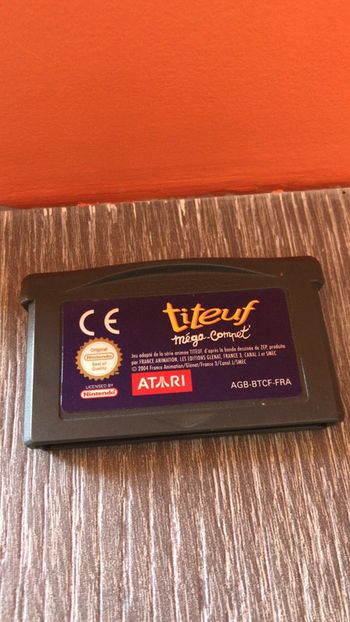 CE
titeuf
méga-compet'
Original
Nintendo
Seal of
Quality
Jeu adapté de la série animée TITEUF, d'après la bande dessinée de ZEP, produite
par FRANCE ANIMATION, LES EDITIONS GLENAT, FRANCE 3, CANAL J et SMEC
© 2004 France Animation/Glenat/France 3/Canal J/SMEC
LICENSED BY
Nintendo
ATARI
AGB-BTCF-FRA